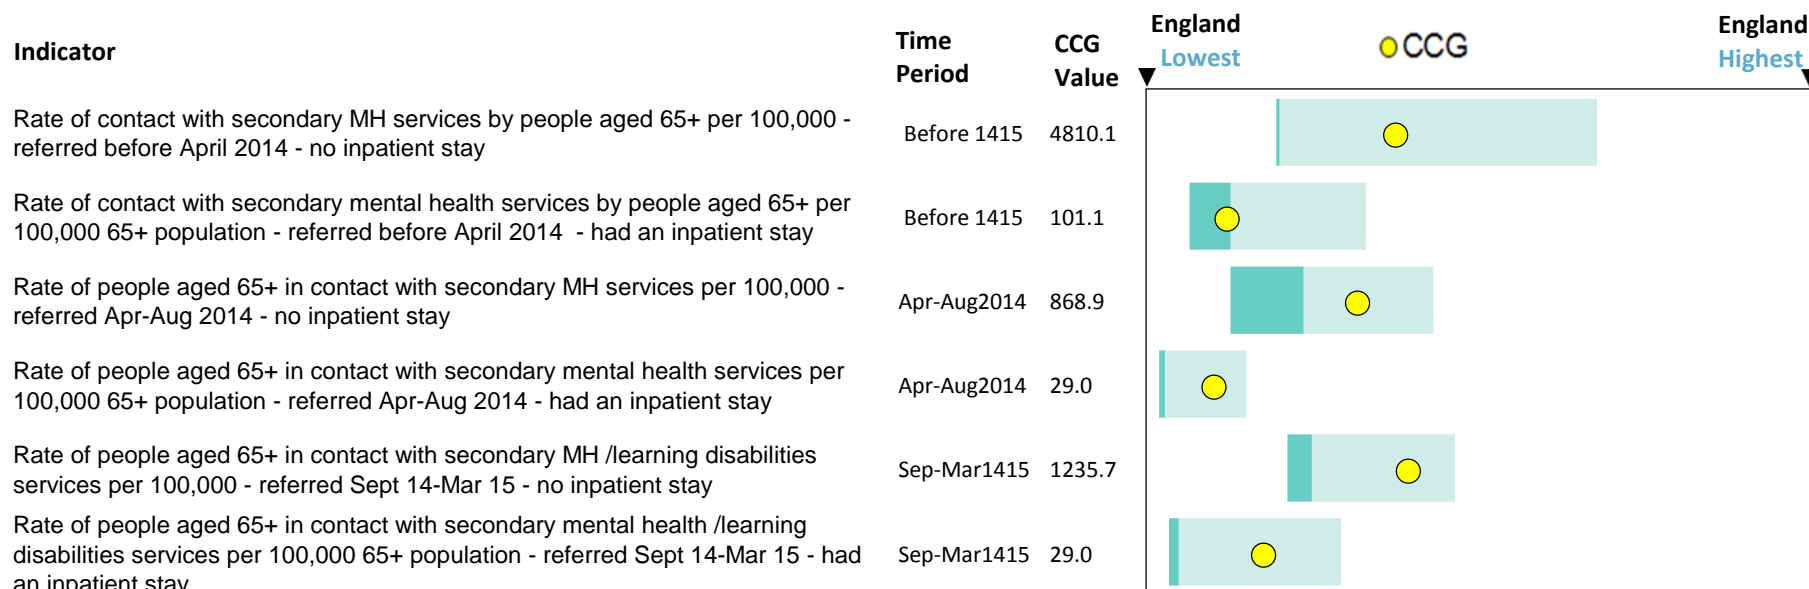 Indicator
Time
Period
CCG
Value
England
Lowest
CCG
England
Highest
Rate of contact with secondary MH services by people aged 65+ per 100,000 -
referred before April 2014 - no inpatient stay
Before 1415
4810.1
Rate of contact with secondary mental health services by people aged 65+ per
100,000 65+ population - referred before April 2014  - had an inpatient stay
Before 1415
101.1
Rate of people aged 65+ in contact with secondary MH services per 100,000 -
referred Apr-Aug 2014 - no inpatient stay
Apr-Aug2014
868.9
Rate of people aged 65+ in contact with secondary mental health services per
100,000 65+ population - referred Apr-Aug 2014 - had an inpatient stay
Apr-Aug2014
29.0
Rate of people aged 65+ in contact with secondary MH /learning disabilities
services per 100,000 - referred Sept 14-Mar 15 - no inpatient stay
Sep-Mar1415
1235.7
Rate of people aged 65+ in contact with secondary mental health /learning
disabilities services per 100,000 65+ population - referred Sept 14-Mar 15 - had
an inpatient stay
Sep-Mar1415
29.0